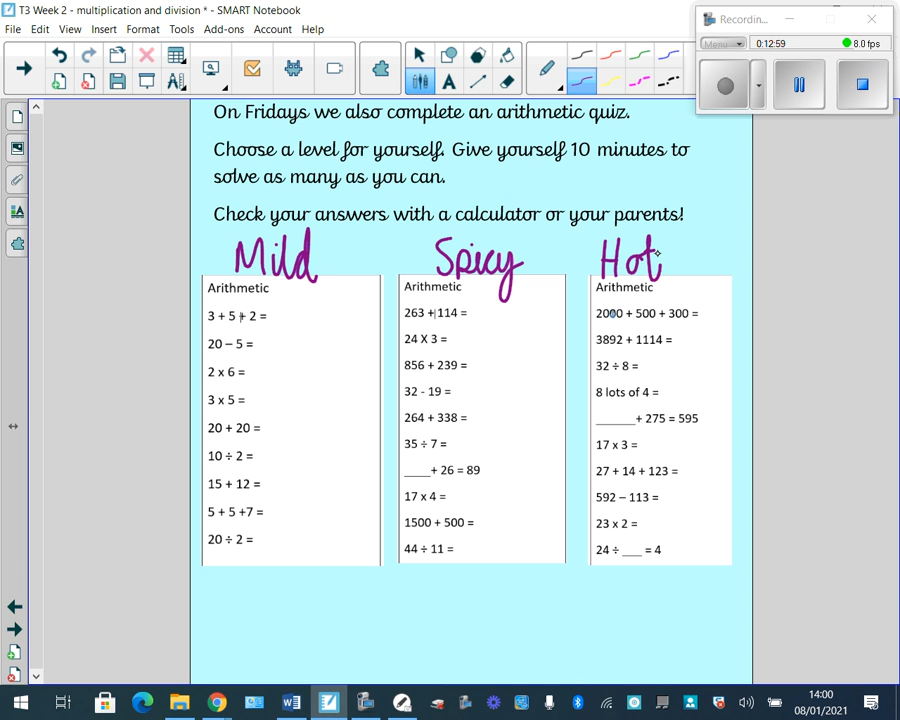 T3 Week 2 - multiplication and division * - SMART Notebook
File Edit View Insert Format Tools Add-ons Account Help
Recordin...
Menu
0:12:59
8.0 fps
On Fridays we also complete an arithmetic quiz.
Choose a level for yourself. Give yourself 10 minutes to
solve as many as you can.
Check your answers with a calculator or your parents!
Mild
Arithmetic
3 + 5 + 2 =
20 – 5 =
2 x 6 =
3 x 5 =
20 + 20 =
10 ÷ 2 =
15 + 12 =
5 + 5 +7 =
20 ÷ 2 =
Spicy
Arithmetic
263 + 114 =
24 X 3 =
856 + 239 =
32 - 19 =
264 + 338 =
35 ÷ 7 =
____+ 26 = 89
17 x 4 =
1500 + 500 =
44 ÷ 11 =
Hot
Arithmetic
2000 + 500 + 300 =
3892 + 1114 =
32 ÷ 8 =
8 lots of 4 =
______+ 275 = 595
17 x 3 =
27 + 14 + 123 =
592 – 113 =
23 x 2 =
24 ÷ ___ = 4
14:00
08/01/2021